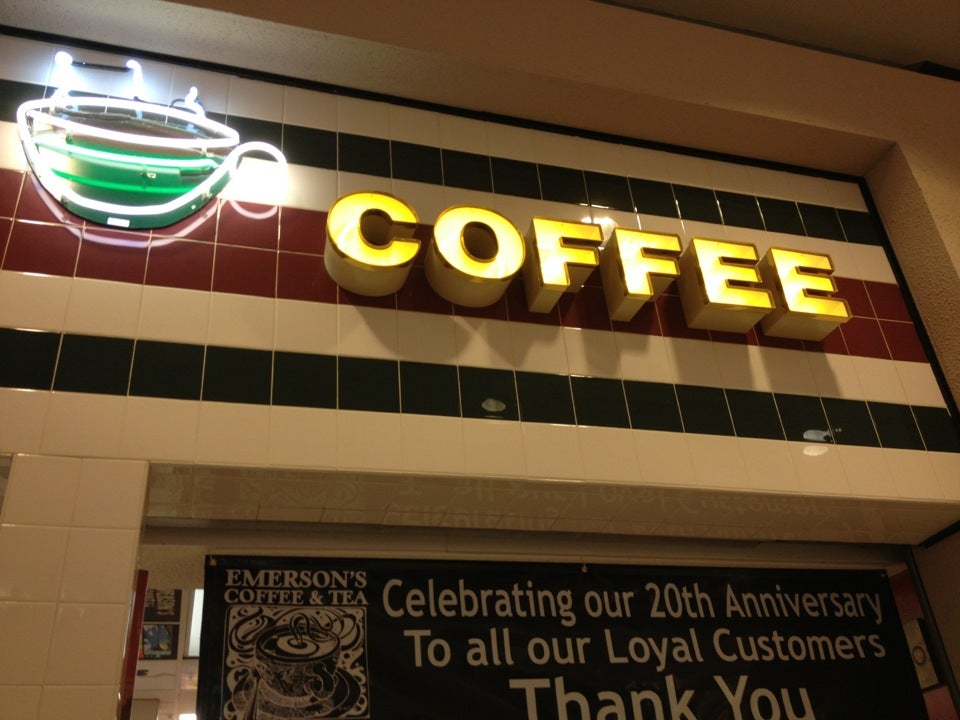 COFFEE
EMERSON'S
COFFEE & TEA
Celebrating our 20th Anniversary
To all our Loyal Customers
Thank You